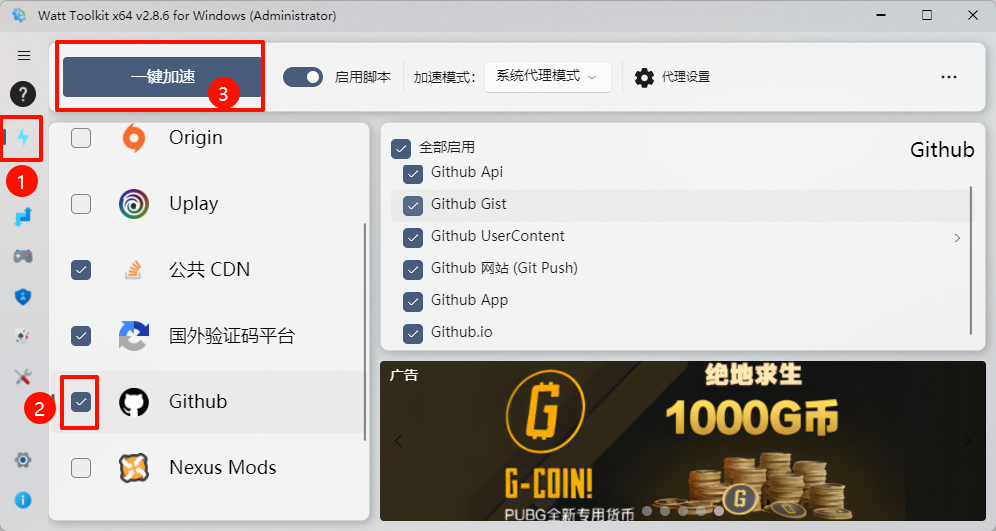 Watt Toolkit x64 v2.8.6 for Windows (Administrator)
一键加速
3
启用脚本
加速模式：
系统代理模式
代理设置
1
Origin
Uplay
公共 CDN
国外验证码平台
2
Github
Nexus Mods
全部启用
Github
Github Api
Github Gist
Github UserContent
Github 网站 (Git Push)
Github App
Github.io
广告
绝地求生
1000G币
G
G-COIN!
G
PUBG全新专用货币